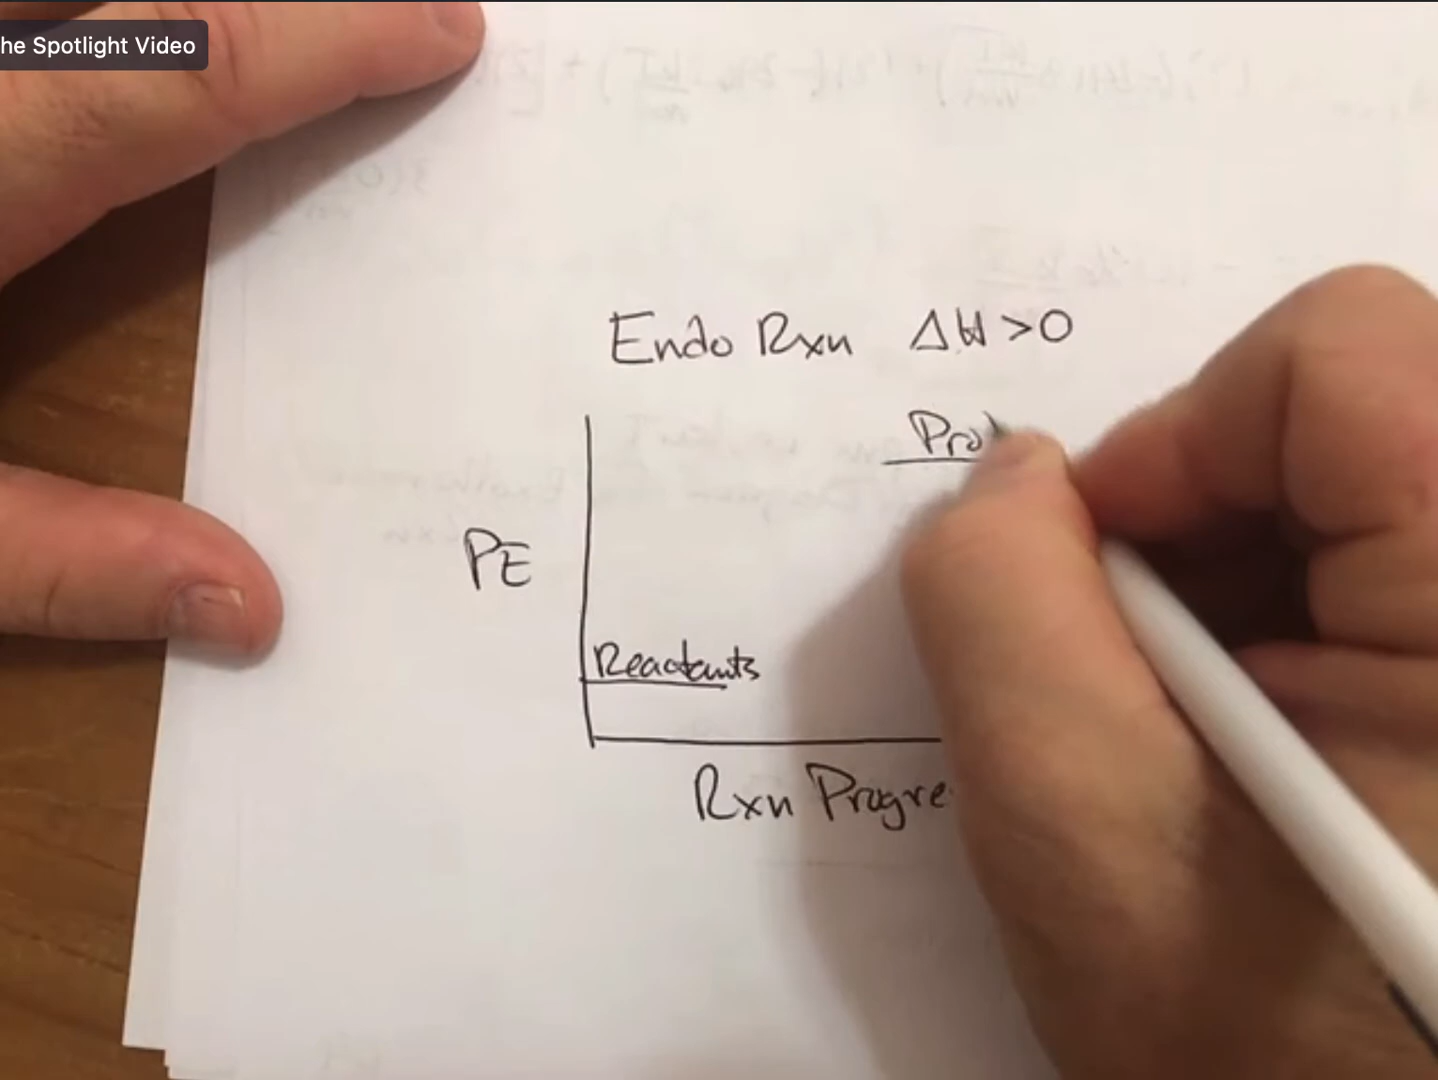 he Spotlight Video
Endo Rxn ΔH >0
Pro
PE
Reactants
Rxn Progre